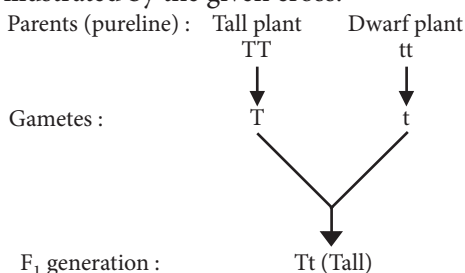 illustrated by the given cross.
Parents (pureline) : Tall plant Dwarf plant
TT tt
Gametes : T t
F₁ generation : Tt (Tall)